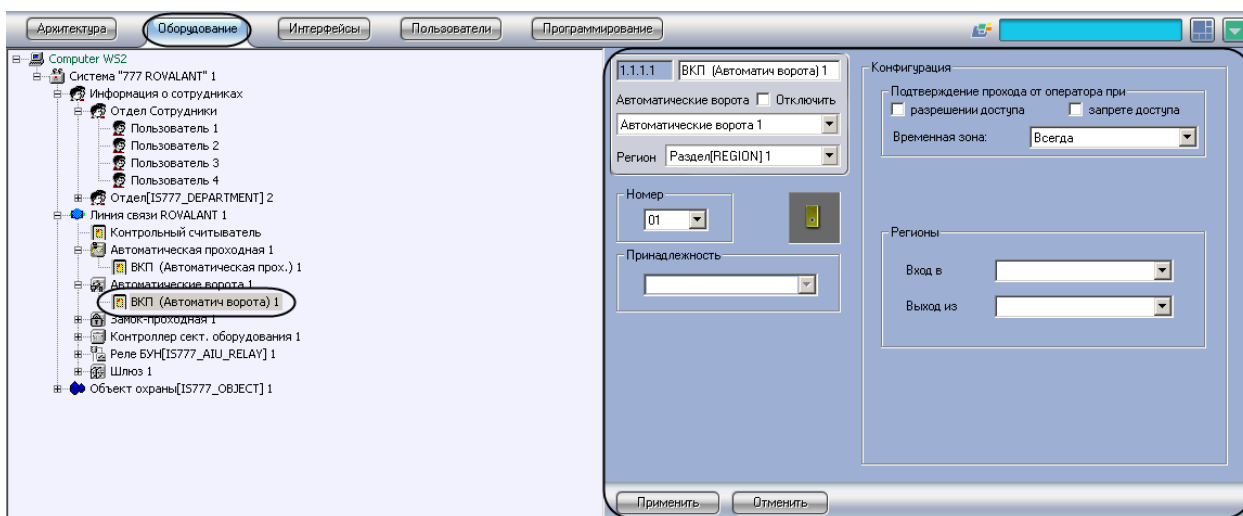 Архитектура Оборудование Интерфейсы Пользователи Программирование
Computer WS2
Система "777 ROVALANT" 1
Информация о сотрудниках
Отдел Сотрудники
Пользователь 1
Пользователь 2
Пользователь 3
Пользователь 4
Отдел[IS777_DEPARTMENT] 2
Линия связи ROVALANT 1
Контрольный считыватель
Автоматическая проходная 1
ВКП (Автоматическая прох.) 1
Автоматические ворота 1
ВКП (Автоматич ворота) 1
Замок-проходная 1
Контроллер сект. оборудования 1
Реле БУН[IS777_AIU_RELAY] 1
Шлюз 1
Объект охраны[IS777_OBJECT] 1
1.1.1.1 ВКП (Автоматич ворота) 1
Автоматические ворота Отключить
Автоматические ворота 1
Регион Раздел[REGION] 1
Номер
01
Принадлежность
Конфигурация
Подтверждение прохода от оператора при
разрешении доступа запрете доступа
Временная зона: Всегда
Регионы
Вход в
Выход из
Применить Отменить